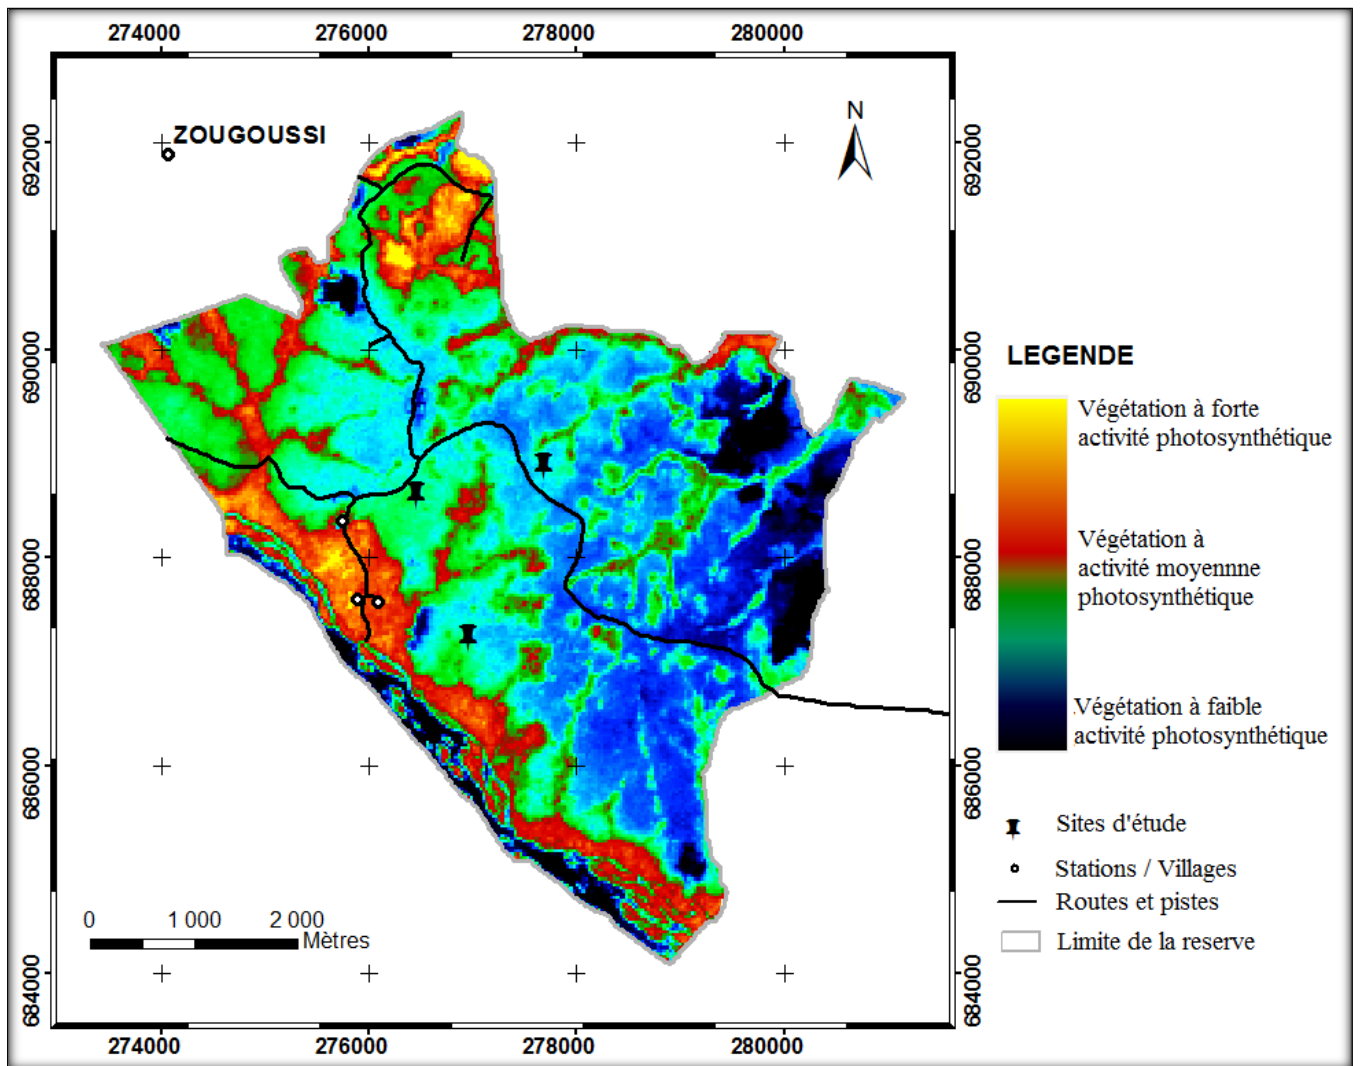 274000 276000 278000 280000
N
ZOUGOUSSI
692000 692000
690000 690000
688000 688000
686000 686000
684000 684000
LEGENDE
Végétation à forte
activité photosynthétique
Végétation à
activité moyennne
photosynthétique
Végétation à faible
activité photosynthétique
Sites d'étude
Stations / Villages
Routes et pistes
Limite de la reserve
0 1 000 2 000
Mètres
274000 276000 278000 280000